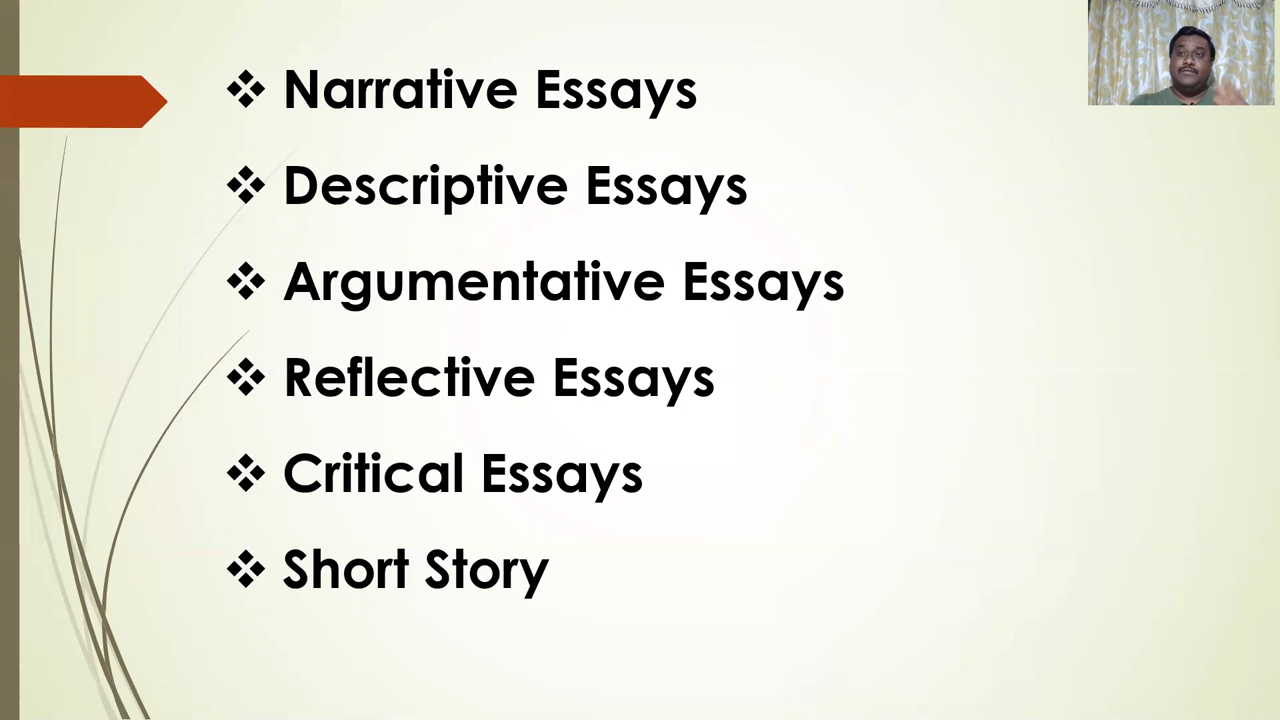 ❖ Narrative Essays
❖ Descriptive Essays
❖ Argumentative Essays
❖ Reflective Essays
❖ Critical Essays
❖ Short Story